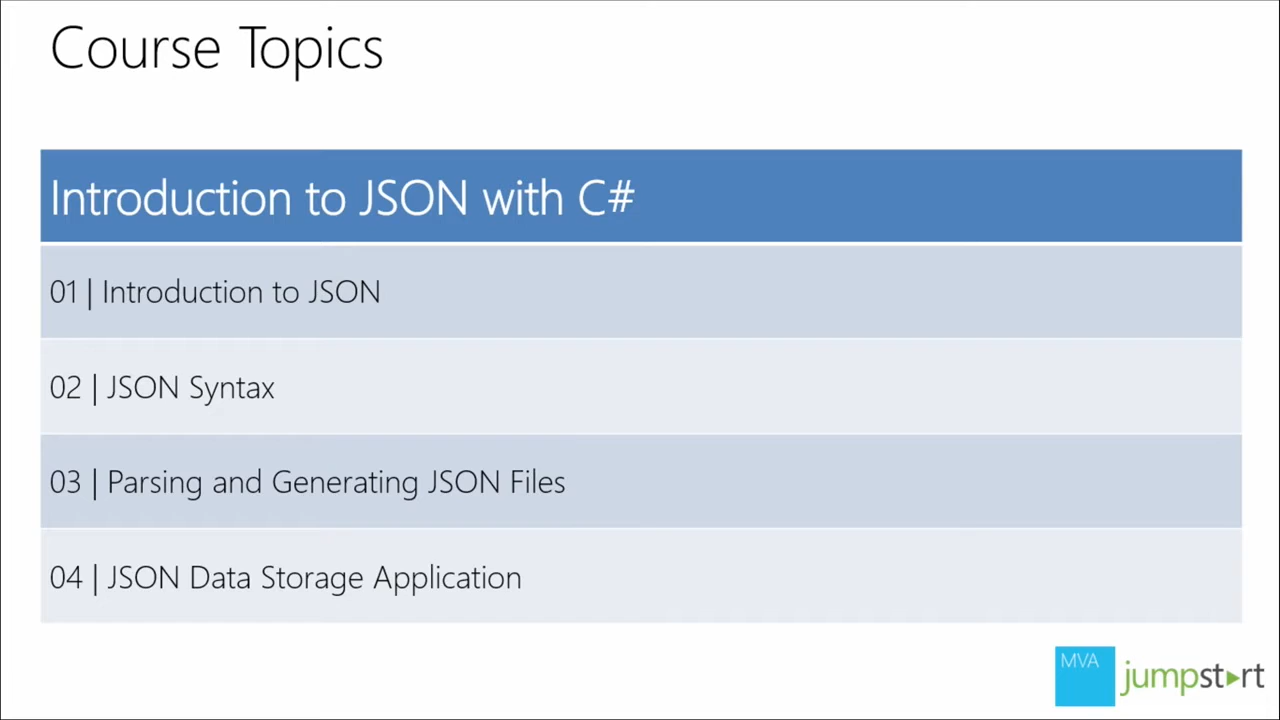 Course Topics
Introduction to JSON with C#
01 | Introduction to JSON
02 | JSON Syntax
03 | Parsing and Generating JSON Files
04 | JSON Data Storage Application
MVA
jumpstart